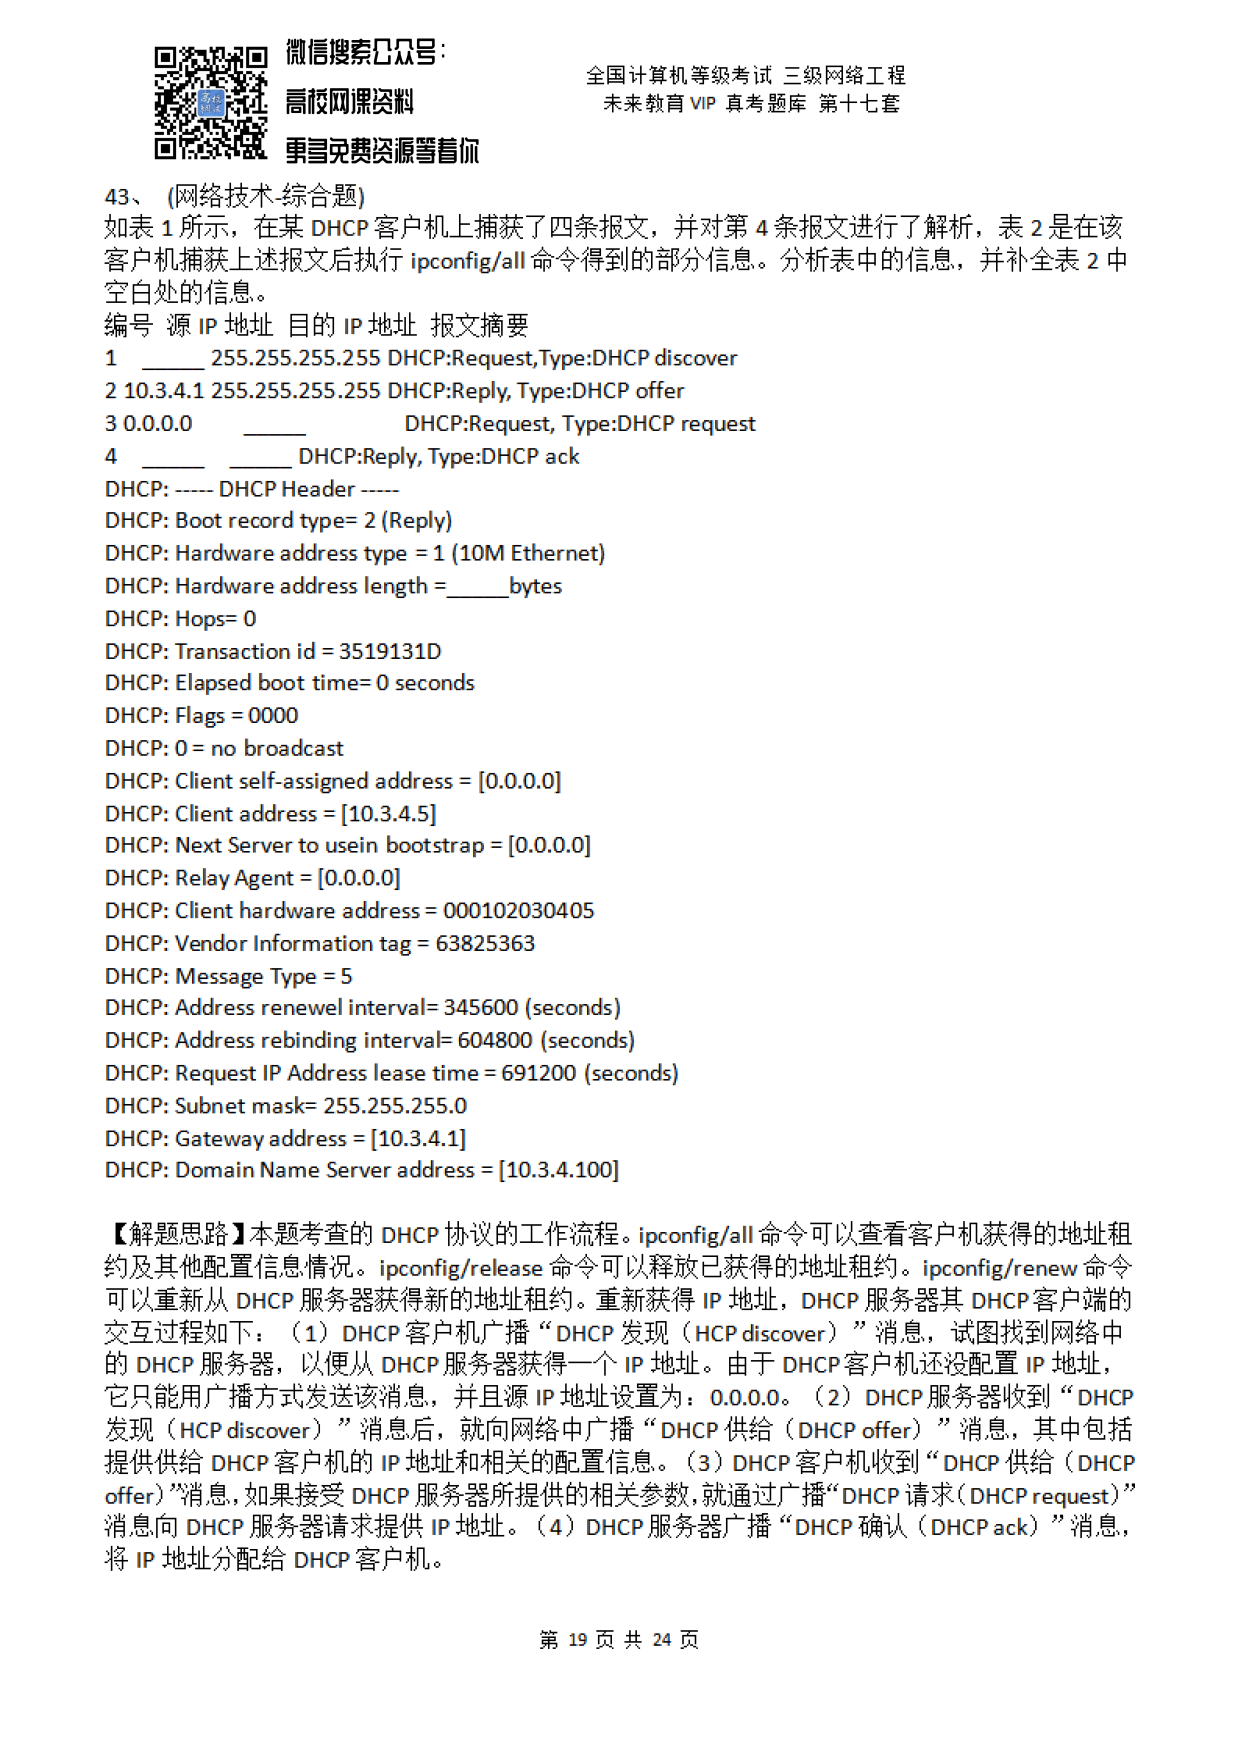 微信搜索公众号：
高校网课资料
更多免费资源等着你
全国计算机等级考试 三级网络工程
未来教育 VIP 真考题库 第十七套
43、 (网络技术-综合题)
如表 1 所示，在某 DHCP 客户机上捕获了四条报文，并对第 4 条报文进行了解析，表 2 是在该
客户机捕获上述报文后执行 ipconfig/all 命令得到的部分信息。分析表中的信息，并补全表 2 中
空白处的信息。
编号 源 IP 地址 目的 IP 地址 报文摘要
1 _____ 255.255.255.255 DHCP:Request,Type:DHCP discover
2 10.3.4.1 255.255.255.255 DHCP:Reply, Type:DHCP offer
3 0.0.0.0 _____ DHCP:Request, Type:DHCP request
4 _____ _____ DHCP:Reply, Type:DHCP ack
DHCP: ----- DHCP Header -----
DHCP: Boot record type= 2 (Reply)
DHCP: Hardware address type = 1 (10M Ethernet)
DHCP: Hardware address length =_____bytes
DHCP: Hops= 0
DHCP: Transaction id = 3519131D
DHCP: Elapsed boot time= 0 seconds
DHCP: Flags = 0000
DHCP: 0 = no broadcast
DHCP: Client self-assigned address = [0.0.0.0]
DHCP: Client address = [10.3.4.5]
DHCP: Next Server to usein bootstrap = [0.0.0.0]
DHCP: Relay Agent = [0.0.0.0]
DHCP: Client hardware address = 000102030405
DHCP: Vendor Information tag = 63825363
DHCP: Message Type = 5
DHCP: Address renewel interval= 345600 (seconds)
DHCP: Address rebinding interval= 604800 (seconds)
DHCP: Request IP Address lease time = 691200 (seconds)
DHCP: Subnet mask= 255.255.255.0
DHCP: Gateway address = [10.3.4.1]
DHCP: Domain Name Server address = [10.3.4.100]
【解题思路】本题考查的 DHCP 协议的工作流程。ipconfig/all 命令可以查看客户机获得的地址租
约及其他配置信息情况。ipconfig/release 命令可以释放已获得的地址租约。ipconfig/renew 命令
可以重新从 DHCP 服务器获得新的地址租约。重新获得 IP 地址，DHCP 服务器其 DHCP 客户端的
交互过程如下：（1）DHCP 客户机广播“DHCP 发现（HCP discover）”消息，试图找到网络中
的 DHCP 服务器，以便从 DHCP 服务器获得一个 IP 地址。由于 DHCP 客户机还没配置 IP 地址，
它只能用广播方式发送该消息，并且源 IP 地址设置为：0.0.0.0。（2）DHCP 服务器收到“DHCP
发现（HCP discover）”消息后，就向网络中广播“DHCP 供给（DHCP offer）”消息，其中包括
提供供给 DHCP 客户机的 IP 地址和相关的配置信息。（3）DHCP 客户机收到“DHCP 供给（DHCP
offer）”消息，如果接受 DHCP 服务器所提供的相关参数，就通过广播“DHCP 请求（DHCP request）”
消息向 DHCP 服务器请求提供 IP 地址。（4）DHCP 服务器广播“DHCP 确认（DHCP ack）”消息，
将 IP 地址分配给 DHCP 客户机。
第 19 页 共 24 页